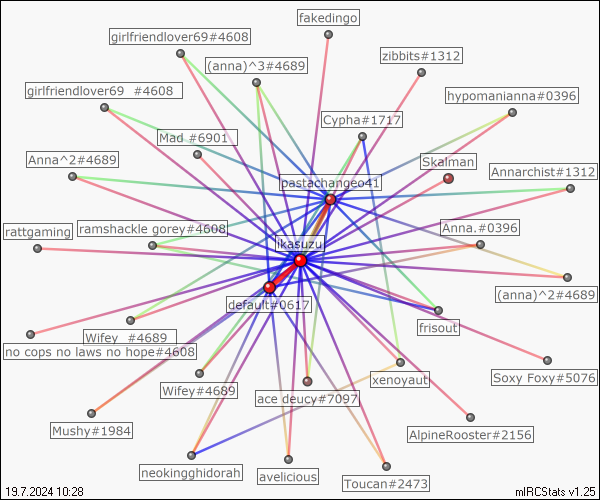 fakedingo
girlfriendlover69#4608
zibbits#1312
(anna)^3#4689
girlfriendlover69 #4608
hypomanianna#0396
Cypha#1717
Mad #6901
Anna^2#4689
Skalman
Annarchist#1312
pastachangeo41
rattgaming
ramshackle gorey#4608
Anna.#0396
ikasuzu
(anna)^2#4689
default#0617
frisout
Wifey #4689
no cops no laws no hope#4608
Soxy Foxy#5076
xenoyaut
Wifey#4689
ace deucy#7097
Mushy#1984
AlpineRooster#2156
neokingghidorah
avelicious
Toucan#2473
19.7.2024 10:28
mIRCStats v1.25